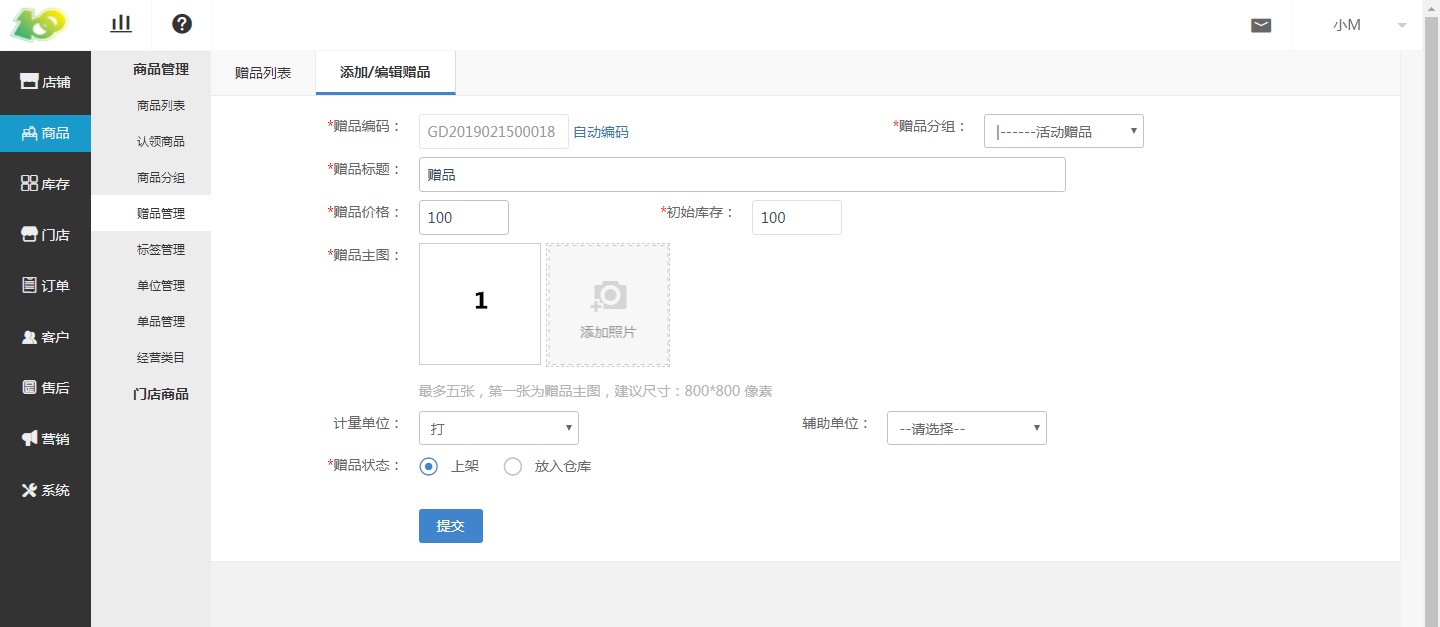 小M
店铺
商品
库存
门店
订单
客户
售后
营销
系统
商品管理
商品列表
认领商品
商品分组
赠品管理
标签管理
单位管理
单品管理
经营类目
门店商品
赠品列表
添加/编辑赠品
*赠品编码： GD2019021500018 自动编码 *赠品分组： |------活动赠品
*赠品标题： 赠品
*赠品价格： 100 *初始库存： 100
*赠品主图： 1 添加照片
最多五张，第一张为赠品主图，建议尺寸：800*800 像素
计量单位： 打 辅助单位： --请选择--
*赠品状态： 上架 放入仓库
提交